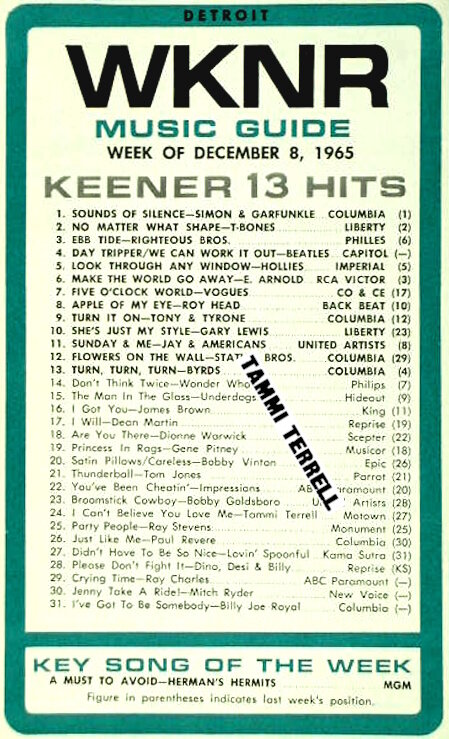 DETROIT
WKNR
MUSIC GUIDE
WEEK OF DECEMBER 8, 1965
KEENER 13 HITS
1. SOUNDS OF SILENCE—SIMON & GARFUNKLE COLUMBIA (1)
2. NO MATTER WHAT SHAPE—T-BONES LIBERTY (2)
3. EBB TIDE—RIGHTEOUS BROS. PHILLES (6)
4. DAY TRIPPER/WE CAN WORK IT OUT—BEATLES CAPITOL (—)
5. LOOK THROUGH ANY WINDOW—HOLLIES IMPERIAL (5)
6. MAKE THE WORLD GO AWAY—E. ARNOLD RCA VICTOR (3)
7. FIVE O'CLOCK WORLD—VOGUES CO & CE (17)
8. APPLE OF MY EYE—ROY HEAD BACK BEAT (10)
9. TURN IT ON—TONY & TYRONE COLUMBIA (12)
10. SHE'S JUST MY STYLE—GARY LEWIS LIBERTY (23)
11. SUNDAY & ME—JAY & AMERICANS UNITED ARTISTS (8)
12. FLOWERS ON THE WALL—STAT BROS. COLUMBIA (29)
13. TURN, TURN, TURN—BYRDS COLUMBIA (4)
14. Don't Think Twice—Wonder Who Philips (7)
15. The Man In The Glass—Underdogs Hideout (9)
16. I Got You—James Brown King (11)
17. I Will—Dean Martin Reprise (19)
18. Are You There—Dionne Warwick Scepter (22)
19. Princess In Rags—Gene Pitney Musicor (18)
20. Satin Pillows/Careless—Bobby Vinton Epic (26)
21. Thunderball—Tom Jones Parrot (21)
22. You've Been Cheatin'—Impressions AB ramount (20)
23. Broomstick Cowboy—Bobby Goldsboro Un Artists (28)
24. I Can't Believe You Love Me—Tammi Terrell Motown (27)
25. Party People—Ray Stevens Monument (25)
26. Just Like Me—Paul Revere Columbia (30)
27. Didn't Have To Be So Nice—Lovin' Spoonful Kama Sutra (31)
28. Please Don't Fight It—Dino, Desi & Billy Reprise (KS)
29. Crying Time—Ray Charles ABC Paramount (—)
30. Jenny Take A Ride!—Mitch Ryder New Voice (—)
31. I've Got To Be Somebody—Billy Joe Royal Columbia (—)
TAMMI TERRELL
KEY SONG OF THE WEEK
A MUST TO AVOID—HERMAN'S HERMITS MGM
Figure in parentheses indicates last week's position.